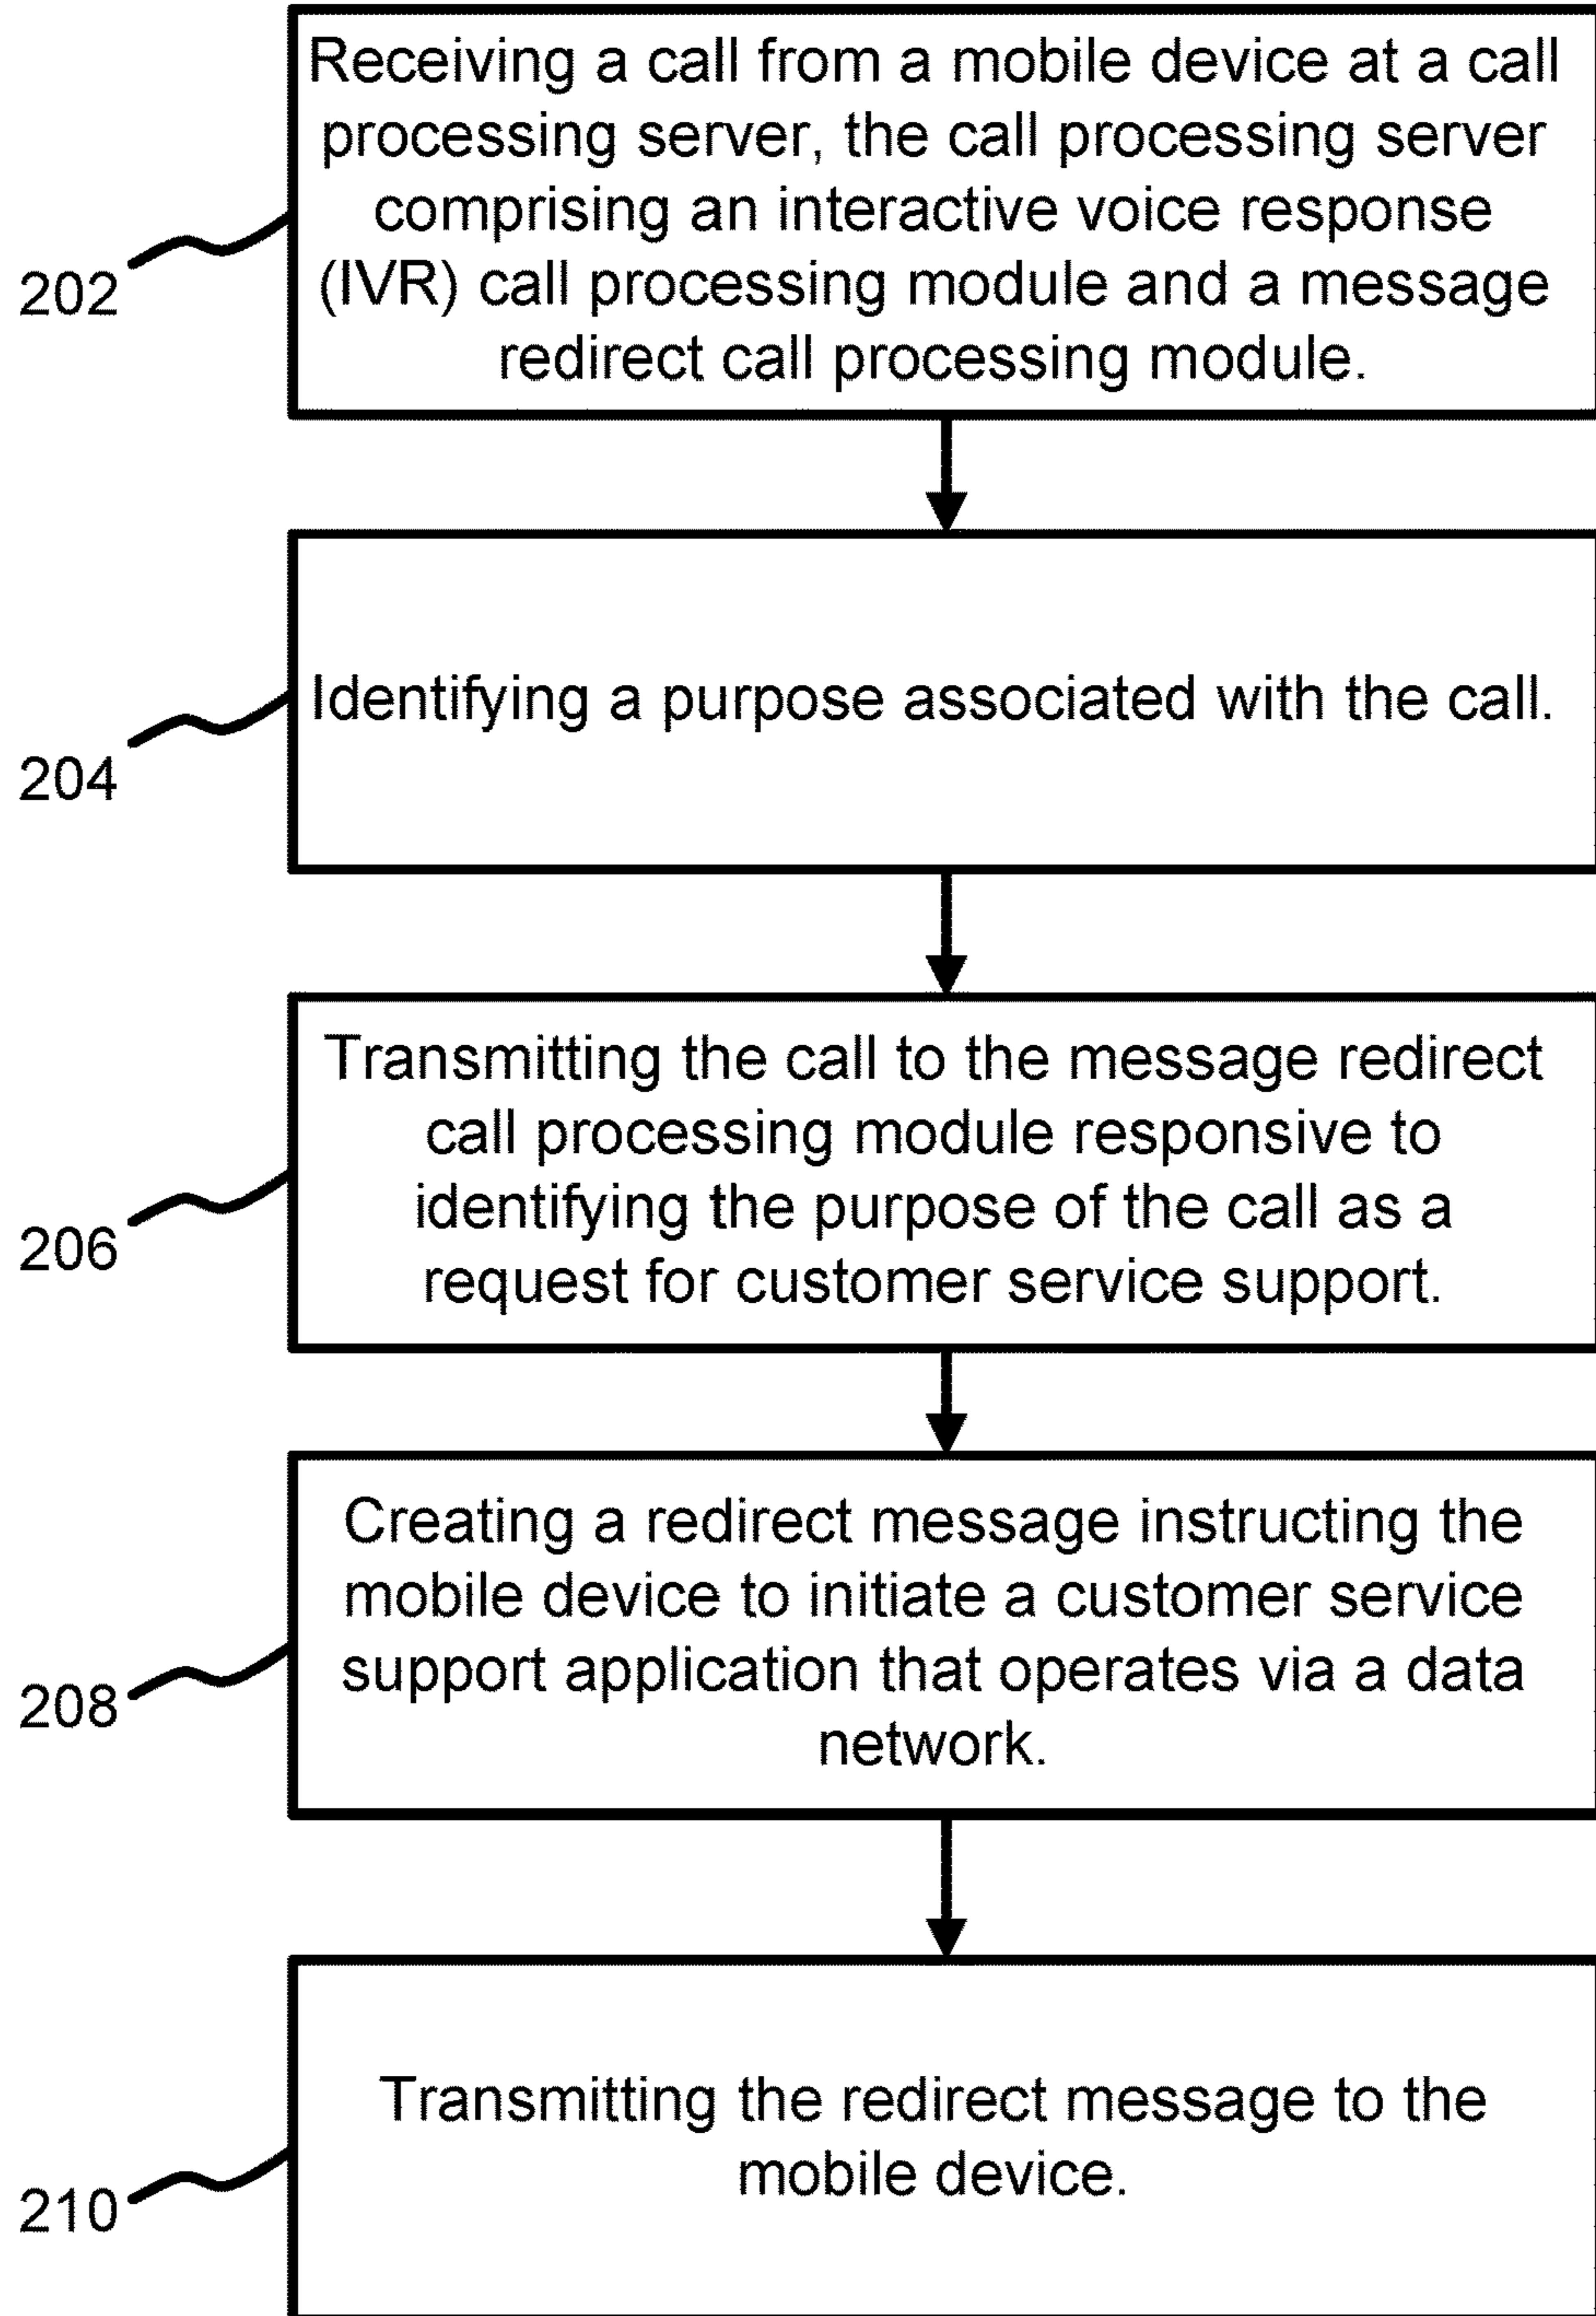 Receiving a call from a mobile device at a call
processing server, the call processing server
comprising an interactive voice response
(IVR) call processing module and a message
redirect call processing module.
202
Identifying a purpose associated with the call.
204
Transmitting the call to the message redirect
call processing module responsive to
identifying the purpose of the call as a
request for customer service support.
206
Creating a redirect message instructing the
mobile device to initiate a customer service
support application that operates via a data
network.
208
Transmitting the redirect message to the
mobile device.
210